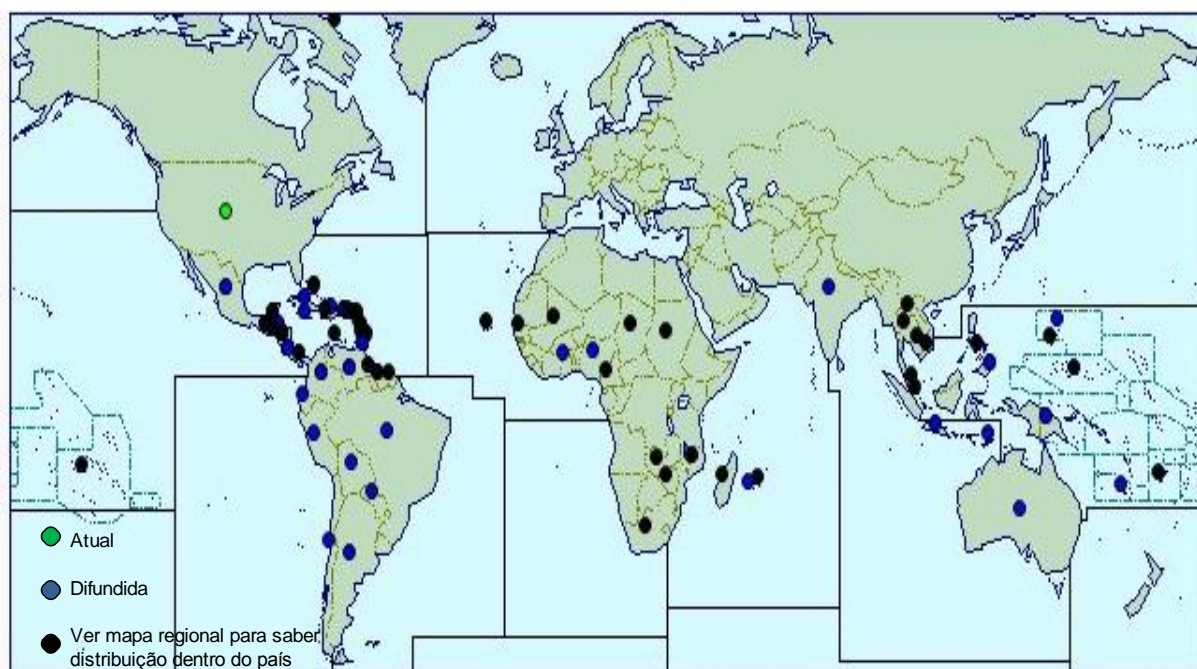 Atual
Difundida
Ver mapa regional para saber
distribuição dentro do país